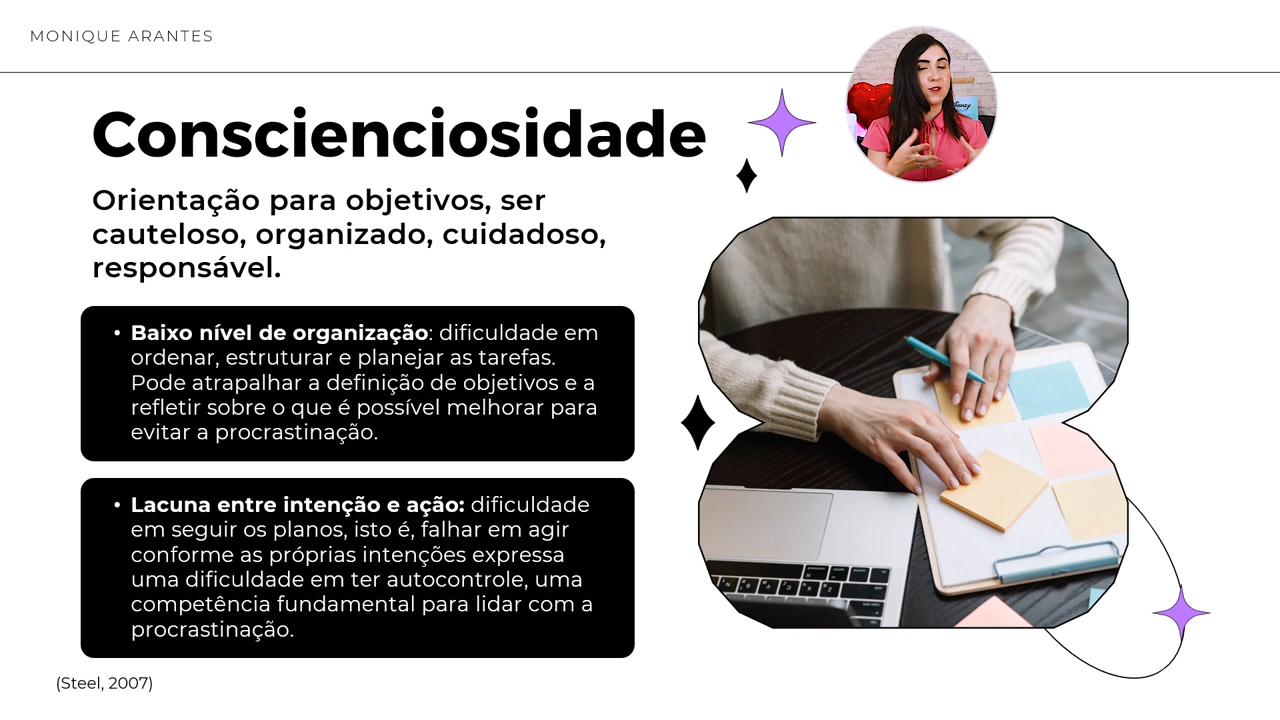 MONIQUE ARANTES
Conscienciosidade
Orientação para objetivos, ser
cauteloso, organizado, cuidadoso,
responsável.
• Baixo nível de organização: dificuldade em
ordenar, estruturar e planejar as tarefas.
Pode atrapalhar a definição de objetivos e a
refletir sobre o que é possível melhorar para
evitar a procrastinação.
• Lacuna entre intenção e ação: dificuldade
em seguir os planos, isto é, falhar em agir
conforme as próprias intenções expressa
uma dificuldade em ter autocontrole, uma
competência fundamental para lidar com a
procrastinação.
(Steel, 2007)